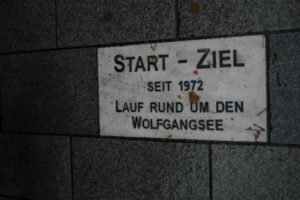 START – ZIEL
SEIT 1972
LAUF RUND UM DEN
WOLFGANGSEE